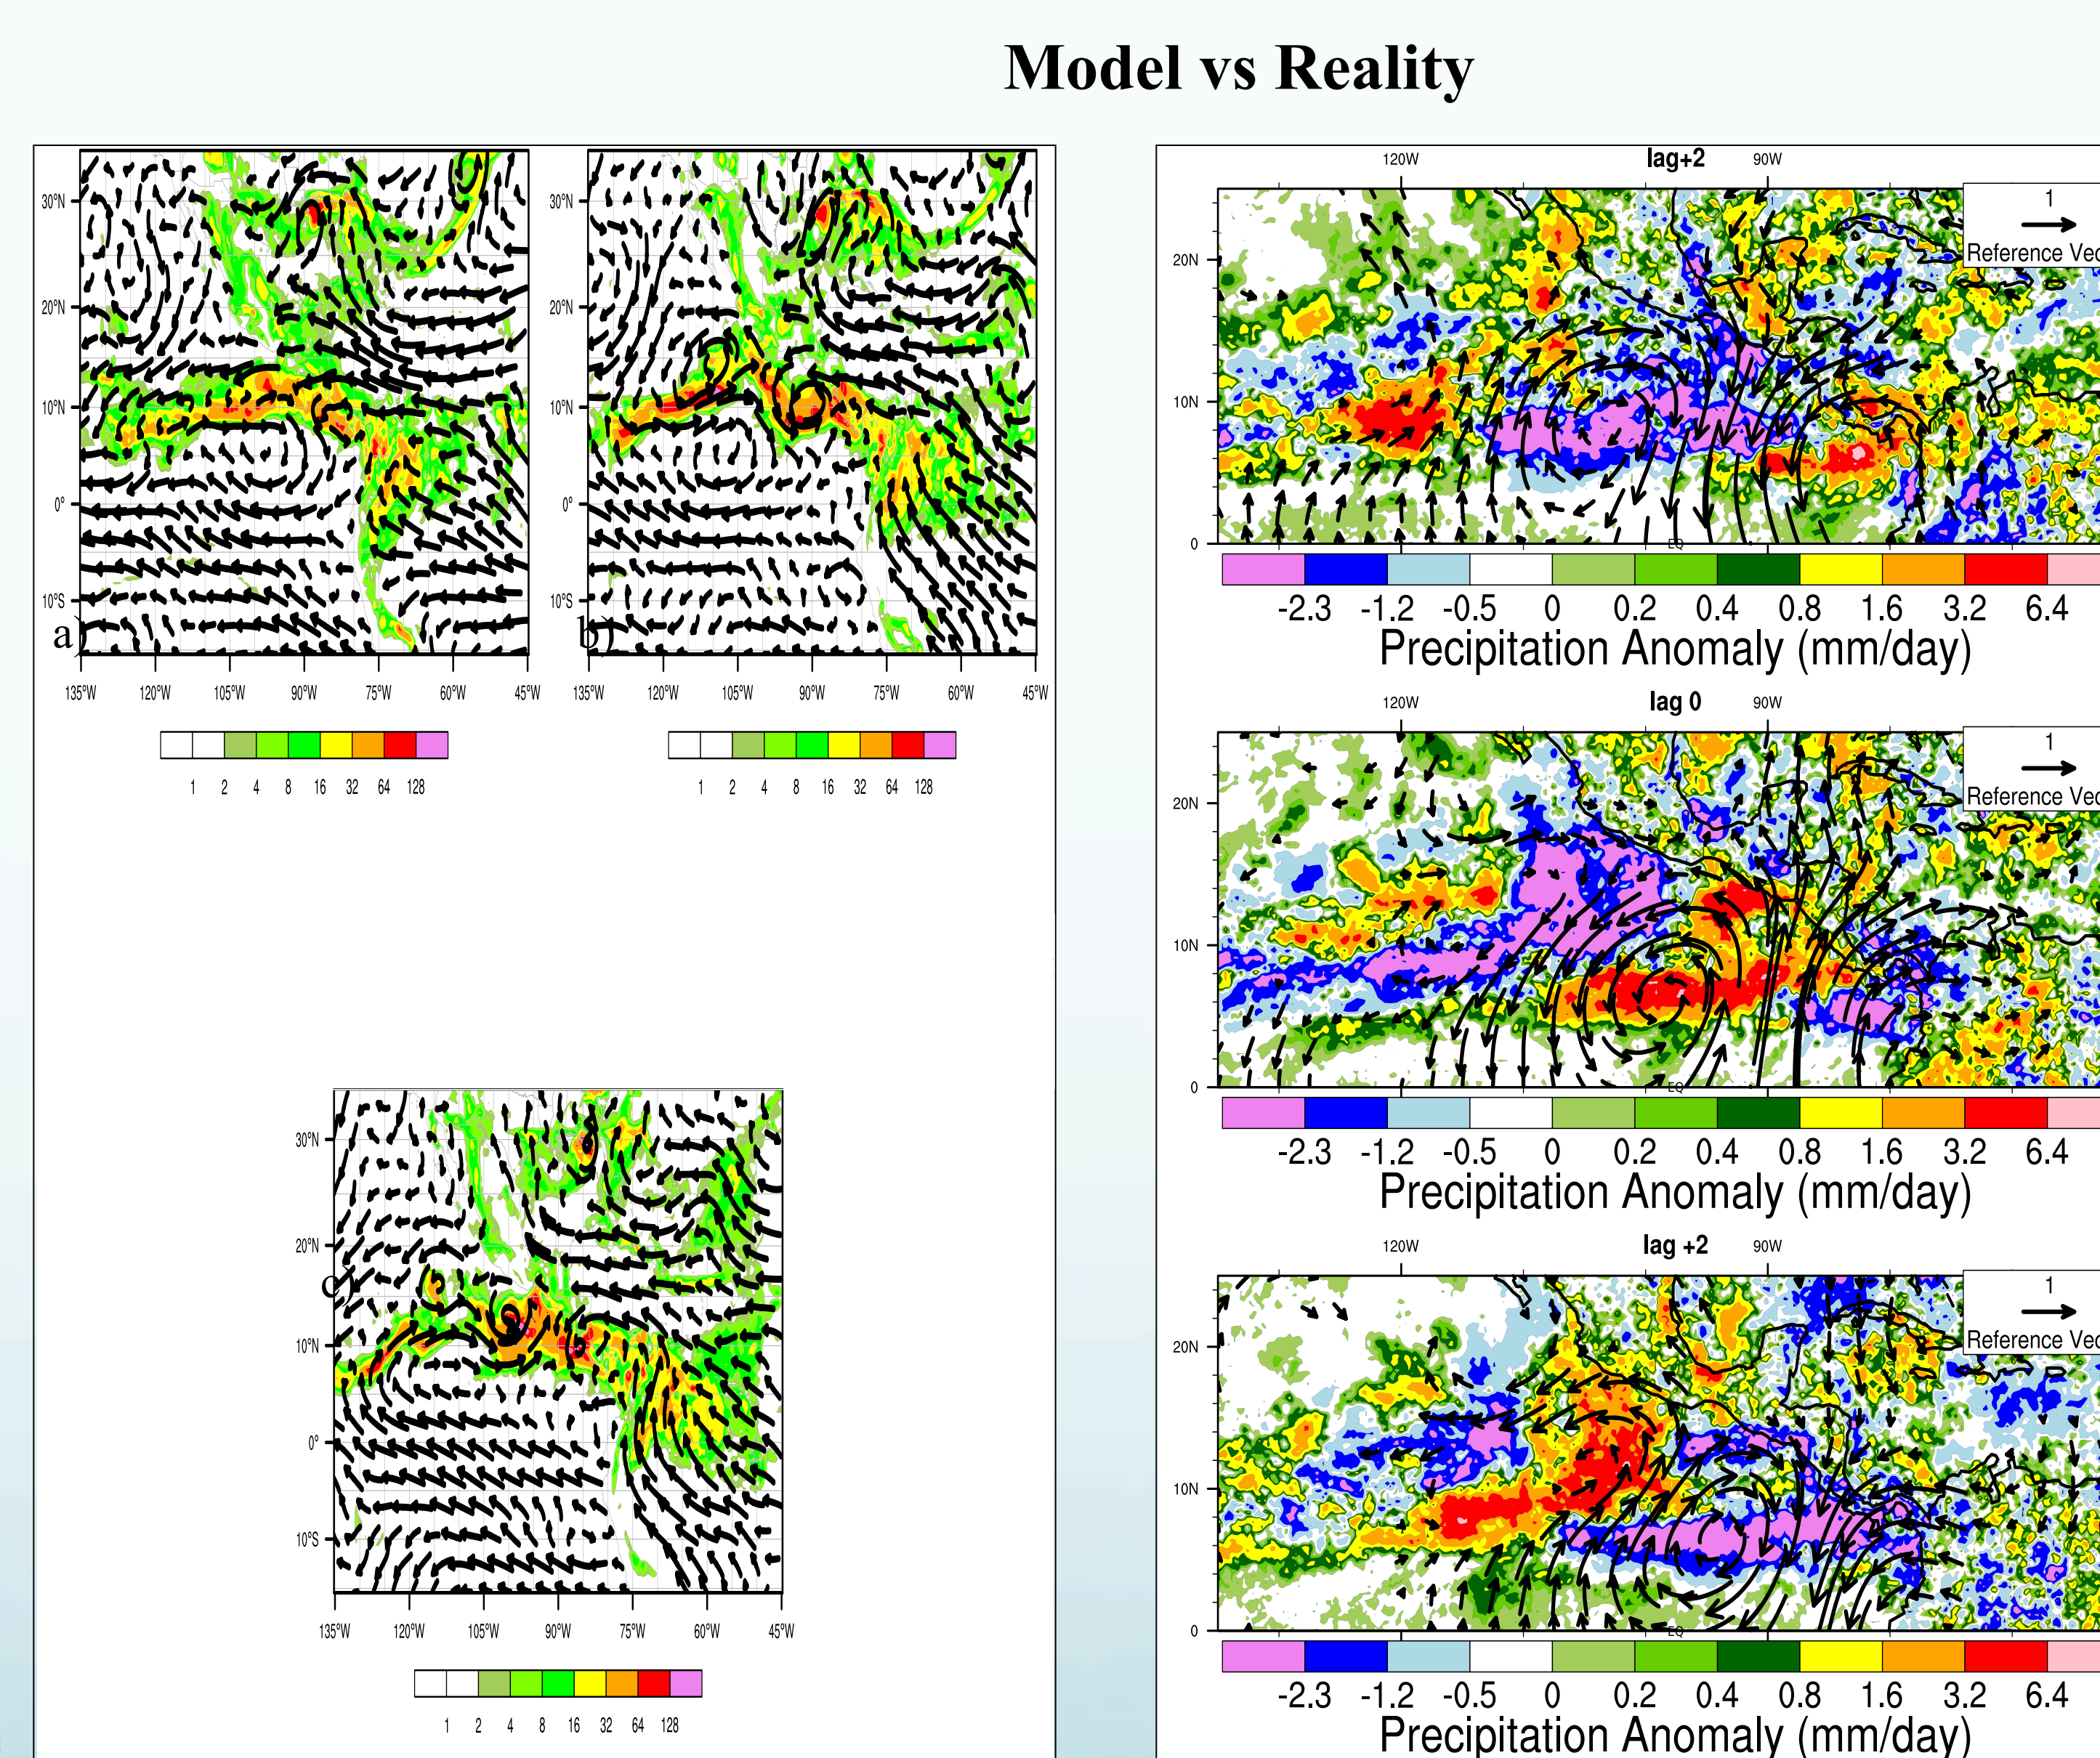 Model vs Reality
30°N
20°N
10°N
0°
10°S
a)
135°W 120°W 105°W 90°W 75°W 60°W 45°W
1 2 4 8 16 32 64 128
30°N
20°N
10°N
0°
10°S
b)
135°W 120°W 105°W 90°W 75°W 60°W 45°W
1 2 4 8 16 32 64 128
30°N
20°N
c)
10°N
0°
10°S
135°W 120°W 105°W 90°W 75°W 60°W 45°W
1 2 4 8 16 32 64 128
120W lag+2 90W
1
Reference Vec
20N
10N
0
EQ
-2.3 -1.2 -0.5 0 0.2 0.4 0.8 1.6 3.2 6.4
Precipitation Anomaly (mm/day)
120W lag 0 90W
1
Reference Vec
20N
10N
0
EQ
-2.3 -1.2 -0.5 0 0.2 0.4 0.8 1.6 3.2 6.4
Precipitation Anomaly (mm/day)
120W lag +2 90W
1
Reference Vec
20N
10N
0
EQ
-2.3 -1.2 -0.5 0 0.2 0.4 0.8 1.6 3.2 6.4
Precipitation Anomaly (mm/day)